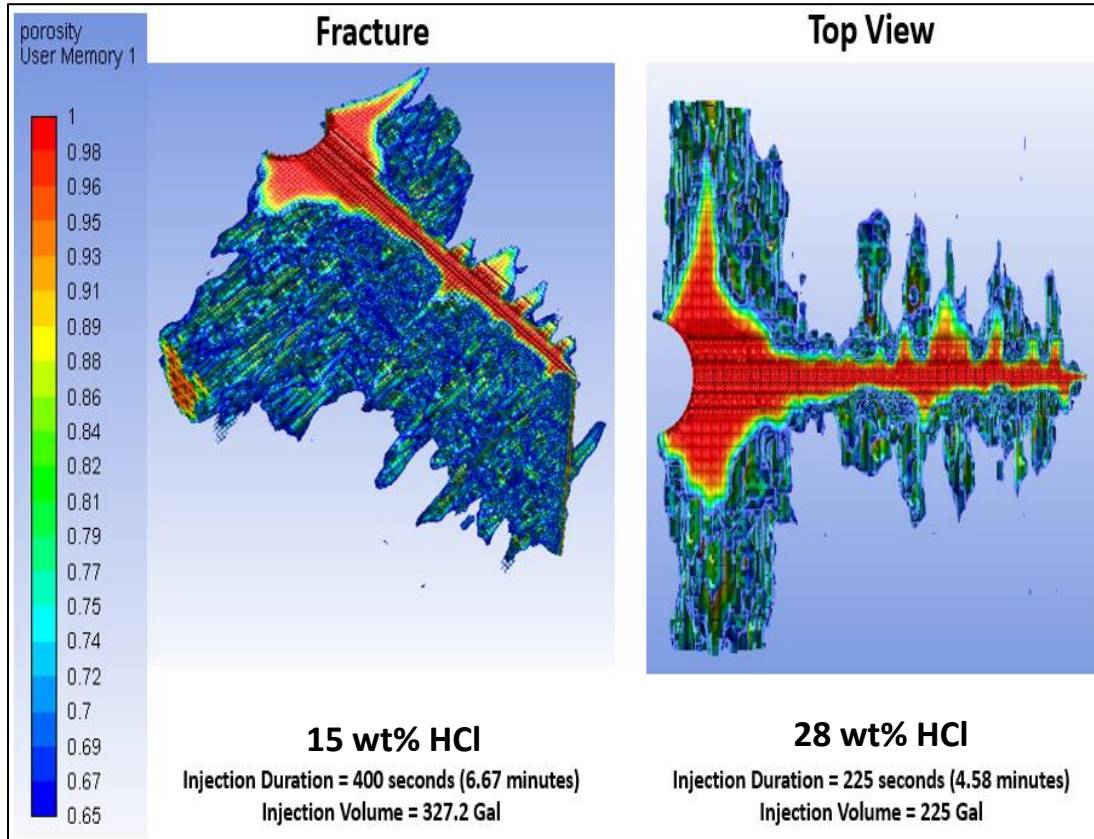 porosity
User Memory 1
1
0.98
0.96
0.95
0.93
0.91
0.89
0.88
0.86
0.84
0.82
0.81
0.79
0.77
0.75
0.74
0.72
0.7
0.69
0.67
0.65
Fracture
Top View
15 wt% HCl
Injection Duration = 400 seconds (6.67 minutes)
Injection Volume = 327.2 Gal
28 wt% HCl
Injection Duration = 225 seconds (4.58 minutes)
Injection Volume = 225 Gal